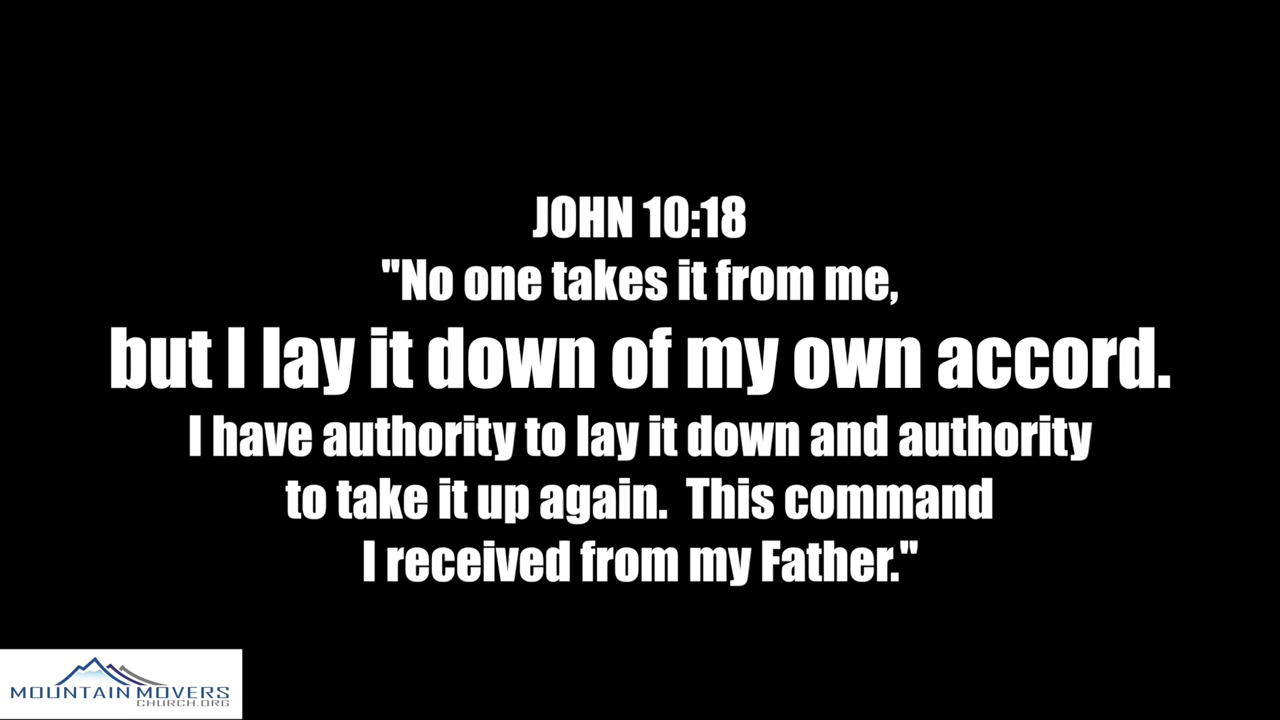 JOHN 10:18
"No one takes it from me,
but I lay it down of my own accord.
I have authority to lay it down and authority
to take it up again.  This command
I received from my Father."
MOUNTAIN MOVERS
CHURCH.ORG